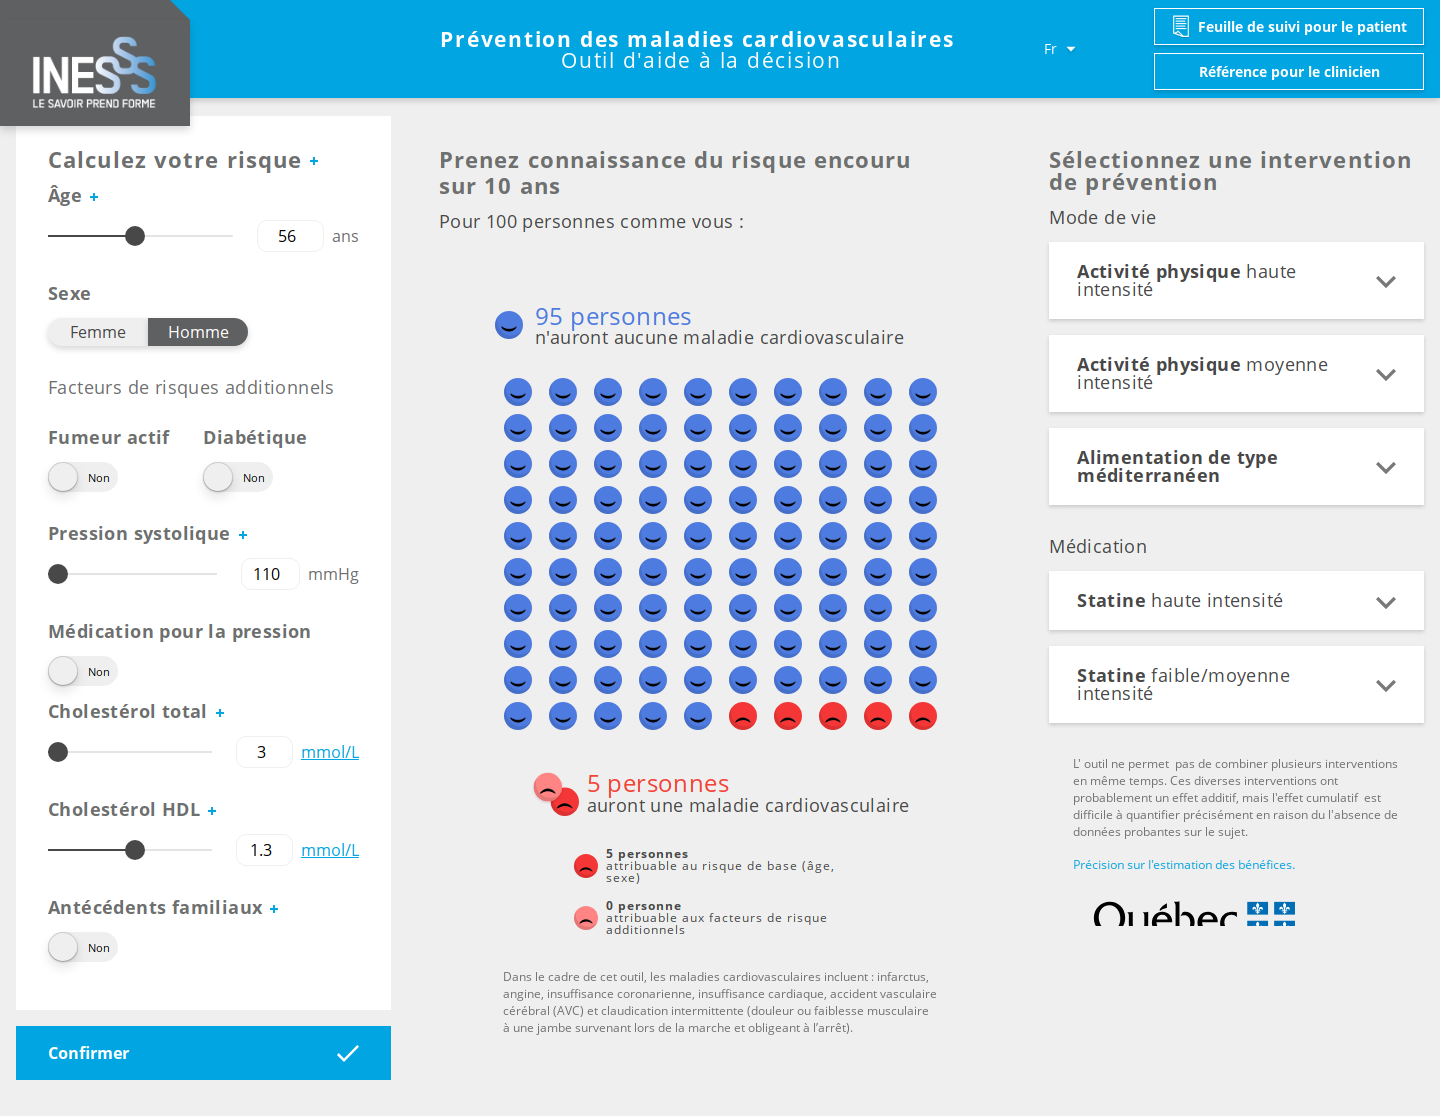 INESSS
LE SAVOIR PREND FORME
Prévention des maladies cardiovasculaires
Outil d'aide à la décision
Fr
Feuille de suivi pour le patient
Référence pour le clinicien
Calculez votre risque +
Âge +
56 ans
Sexe
Femme Homme
Facteurs de risques additionnels
Fumeur actif Diabétique
Non Non
Pression systolique +
110 mmHg
Médication pour la pression
Non
Cholestérol total +
3 mmol/L
Cholestérol HDL +
1.3 mmol/L
Antécédents familiaux +
Non
Confirmer
Prenez connaissance du risque encouru
sur 10 ans
Pour 100 personnes comme vous :
95 personnes
n'auront aucune maladie cardiovasculaire
5 personnes
auront une maladie cardiovasculaire
5 personnes
attribuable au risque de base (âge,
sexe)
0 personne
attribuable aux facteurs de risque
additionnels
Dans le cadre de cet outil, les maladies cardiovasculaires incluent : infarctus,
angine, insuffisance coronarienne, insuffisance cardiaque, accident vasculaire
cérébral (AVC) et claudication intermittente (douleur ou faiblesse musculaire
à une jambe survenant lors de la marche et obligeant à l’arrêt).
Sélectionnez une intervention
de prévention
Mode de vie
Activité physique haute
intensité
Activité physique moyenne
intensité
Alimentation de type
méditerranéen
Médication
Statine haute intensité
Statine faible/moyenne
intensité
L' outil ne permet pas de combiner plusieurs interventions
en même temps. Ces diverses interventions ont
probablement un effet additif, mais l'effet cumulatif est
difficile à quantifier précisément en raison du l'absence de
données probantes sur le sujet.
Précision sur l'estimation des bénéfices.
Québec